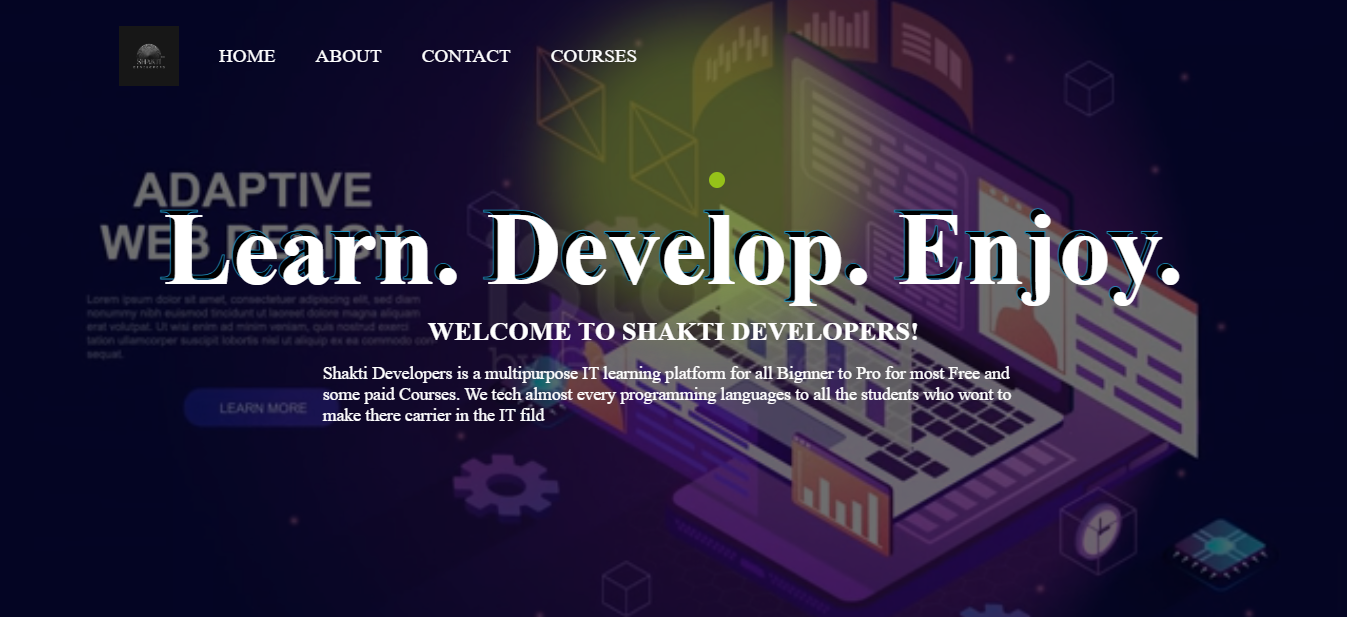 SHAKTI
HOME
ABOUT
CONTACT
COURSES
ADAPTIVE
WEB DESIGN
Learn. Develop. Enjoy.
Lorem ipsum dolor sit amet, consectetuer adipiscing elit, sed diam
nonummy nibh euismod tincidunt ut laoreet dolore magna aliquam
erat volutpat. Ut wisi enim ad minim veniam, quis nostrud exerci
tation ullamcorper suscipit lobortis nisl ut aliquip ex ea commodo con
sequat.
WELCOME TO SHAKTI DEVELOPERS!
Shakti Developers is a multipurpose IT learning platform for all Bignner to Pro for most Free and
some paid Courses. We tech almost every programming languages to all the students who wont to
make there carrier in the IT fild
LEARN MORE